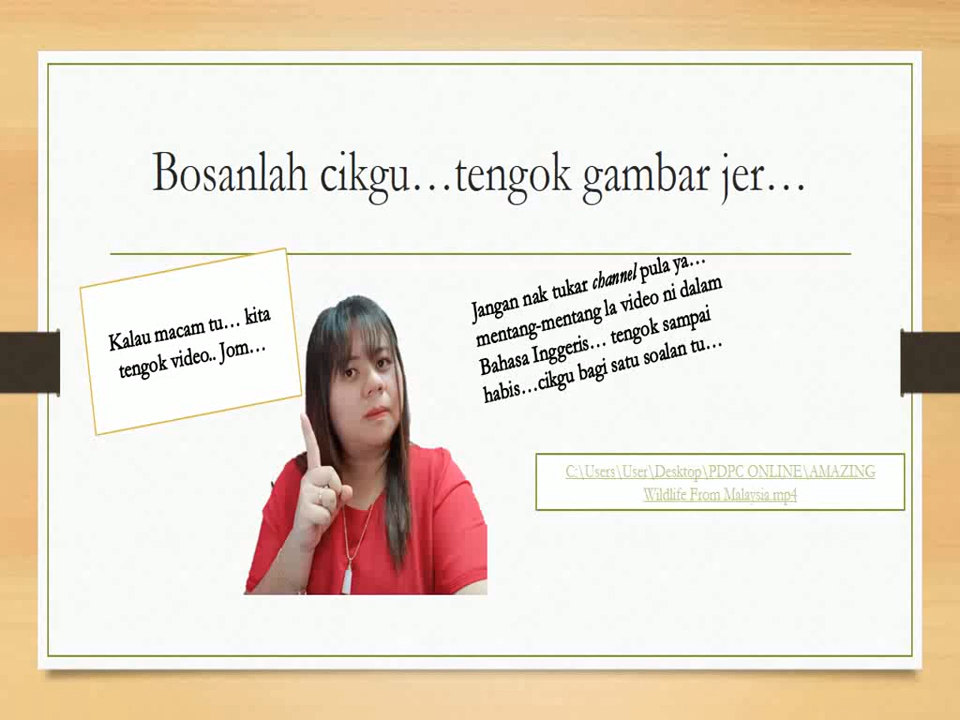 Bosanlah cikgu…tengok gambar jer…
Kalau macam tu… kita
tengok video.. Jom…
Jangan nak tukar channel pula ya…
mentang-mentang la video ni dalam
Bahasa Inggeris… tengok sampai
habis…cikgu bagi satu soalan tu…
C:\Users\User\Desktop\PDPC ONLINE\AMAZING
Wildlife From Malaysia.mp4